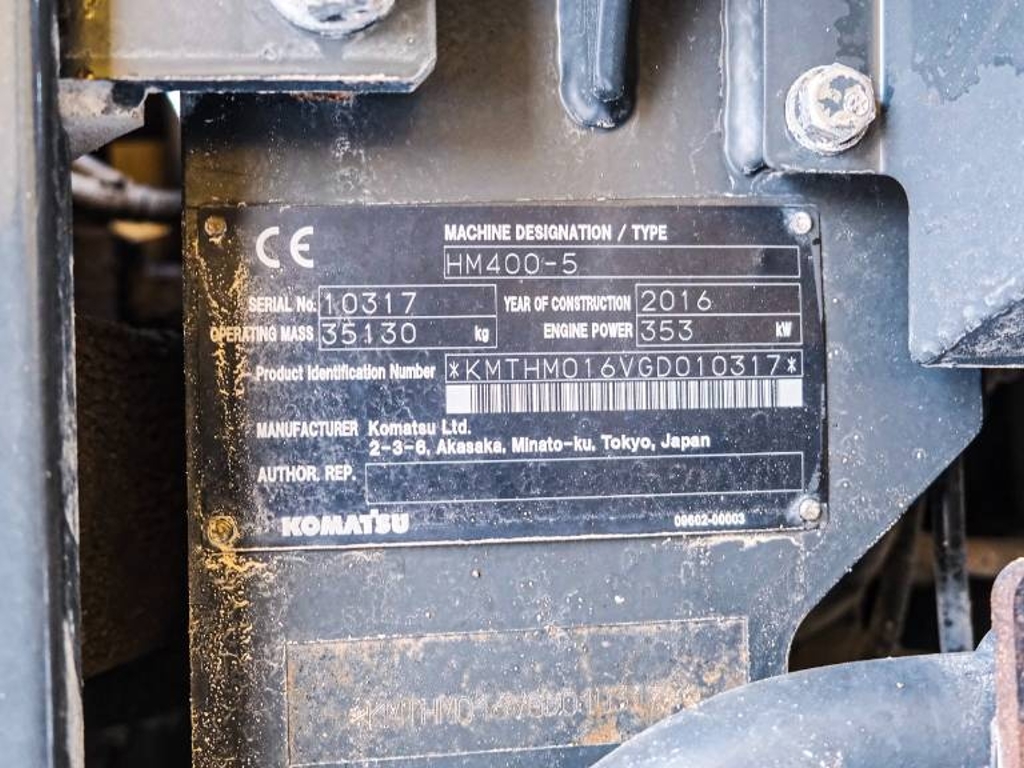 CE
MACHINE DESIGNATION / TYPE
HM400-5
SERIAL No. 10317 YEAR OF CONSTRUCTION 2016
OPERATING MASS 35130 kg ENGINE POWER 353 kW
Product Identification Number *KMTHM016VGD010317*
MANUFACTURER Komatsu Ltd.
2-3-6, Akasaka, Minato-ku, Tokyo, Japan
AUTHOR. REP.
KOMATSU 09602-00003
*KMTHM016VGD010317